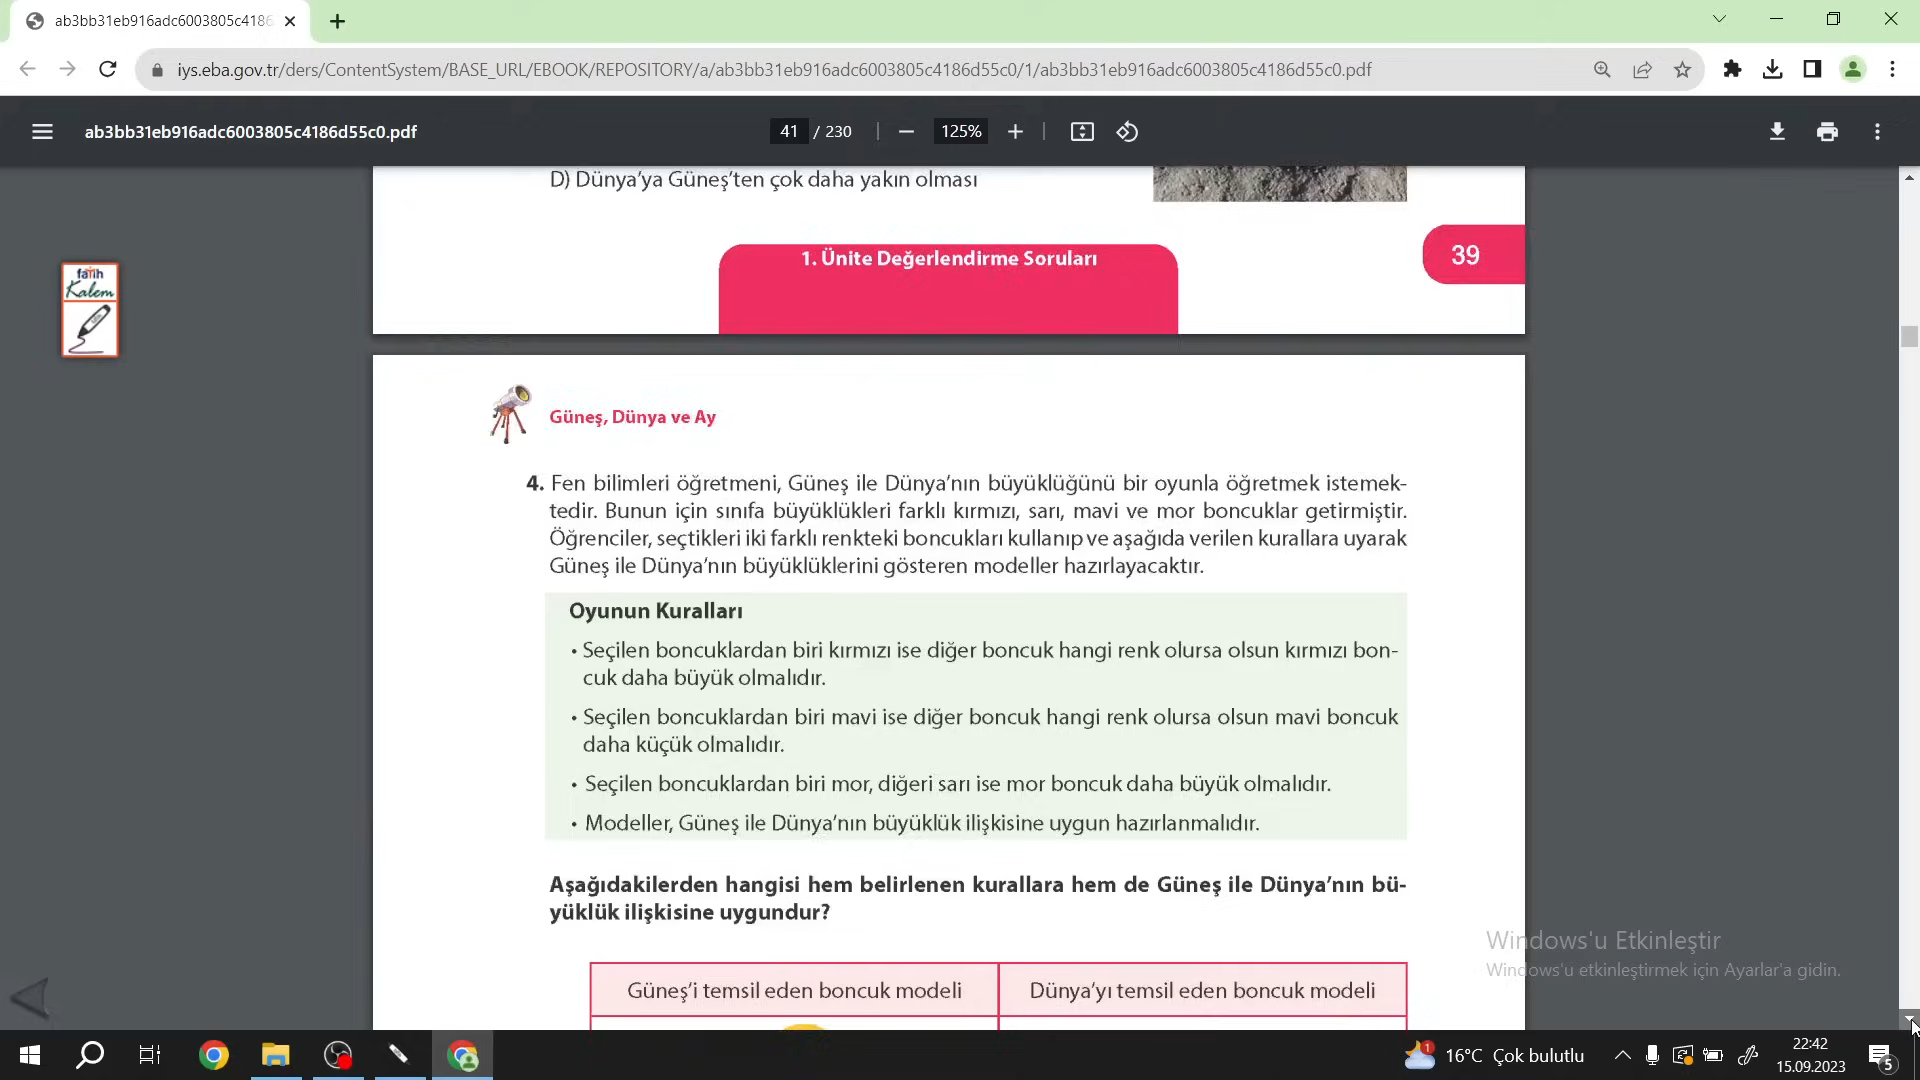 ab3bb31eb916adc6003805c4186
iys.eba.gov.tr/ders/ContentSystem/BASE_URL/EBOOK/REPOSITORY/a/ab3bb31eb916adc6003805c4186d55c0/1/ab3bb31eb916adc6003805c4186d55c0.pdf
ab3bb31eb916adc6003805c4186d55c0.pdf
41 / 230
125%
D) Dünya'ya Güneş'ten çok daha yakın olması
1. Ünite Değerlendirme Soruları
39
fatih
Kalem
Güneş, Dünya ve Ay
4. Fen bilimleri öğretmeni, Güneş ile Dünya'nın büyüklüğünü bir oyunla öğretmek istemek-
tedir. Bunun için sınıfa büyüklükleri farklı kırmızı, sarı, mavi ve mor boncuklar getirmiştir.
Öğrenciler, seçtikleri iki farklı renkteki boncukları kullanıp ve aşağıda verilen kurallara uyarak
Güneş ile Dünya'nın büyüklüklerini gösteren modeller hazırlayacaktır.
Oyunun Kuralları
• Seçilen boncuklardan biri kırmızı ise diğer boncuk hangi renk olursa olsun kırmızı bon-
cuk daha büyük olmalıdır.
• Seçilen boncuklardan biri mavi ise diğer boncuk hangi renk olursa olsun mavi boncuk
daha küçük olmalıdır.
• Seçilen boncuklardan biri mor, diğeri sarı ise mor boncuk daha büyük olmalıdır.
• Modeller, Güneş ile Dünya'nın büyüklük ilişkisine uygun hazırlanmalıdır.
Aşağıdakilerden hangisi hem belirlenen kurallara hem de Güneş ile Dünya'nın bü-
yüklük ilişkisine uygundur?
Güneş'i temsil eden boncuk modeli
Dünya'yı temsil eden boncuk modeli
Windows'u Etkinleştir
Windows'u etkinleştirmek için Ayarlar'a gidin.
1
16°C Çok bulutlu
22:42
15.09.2023
5